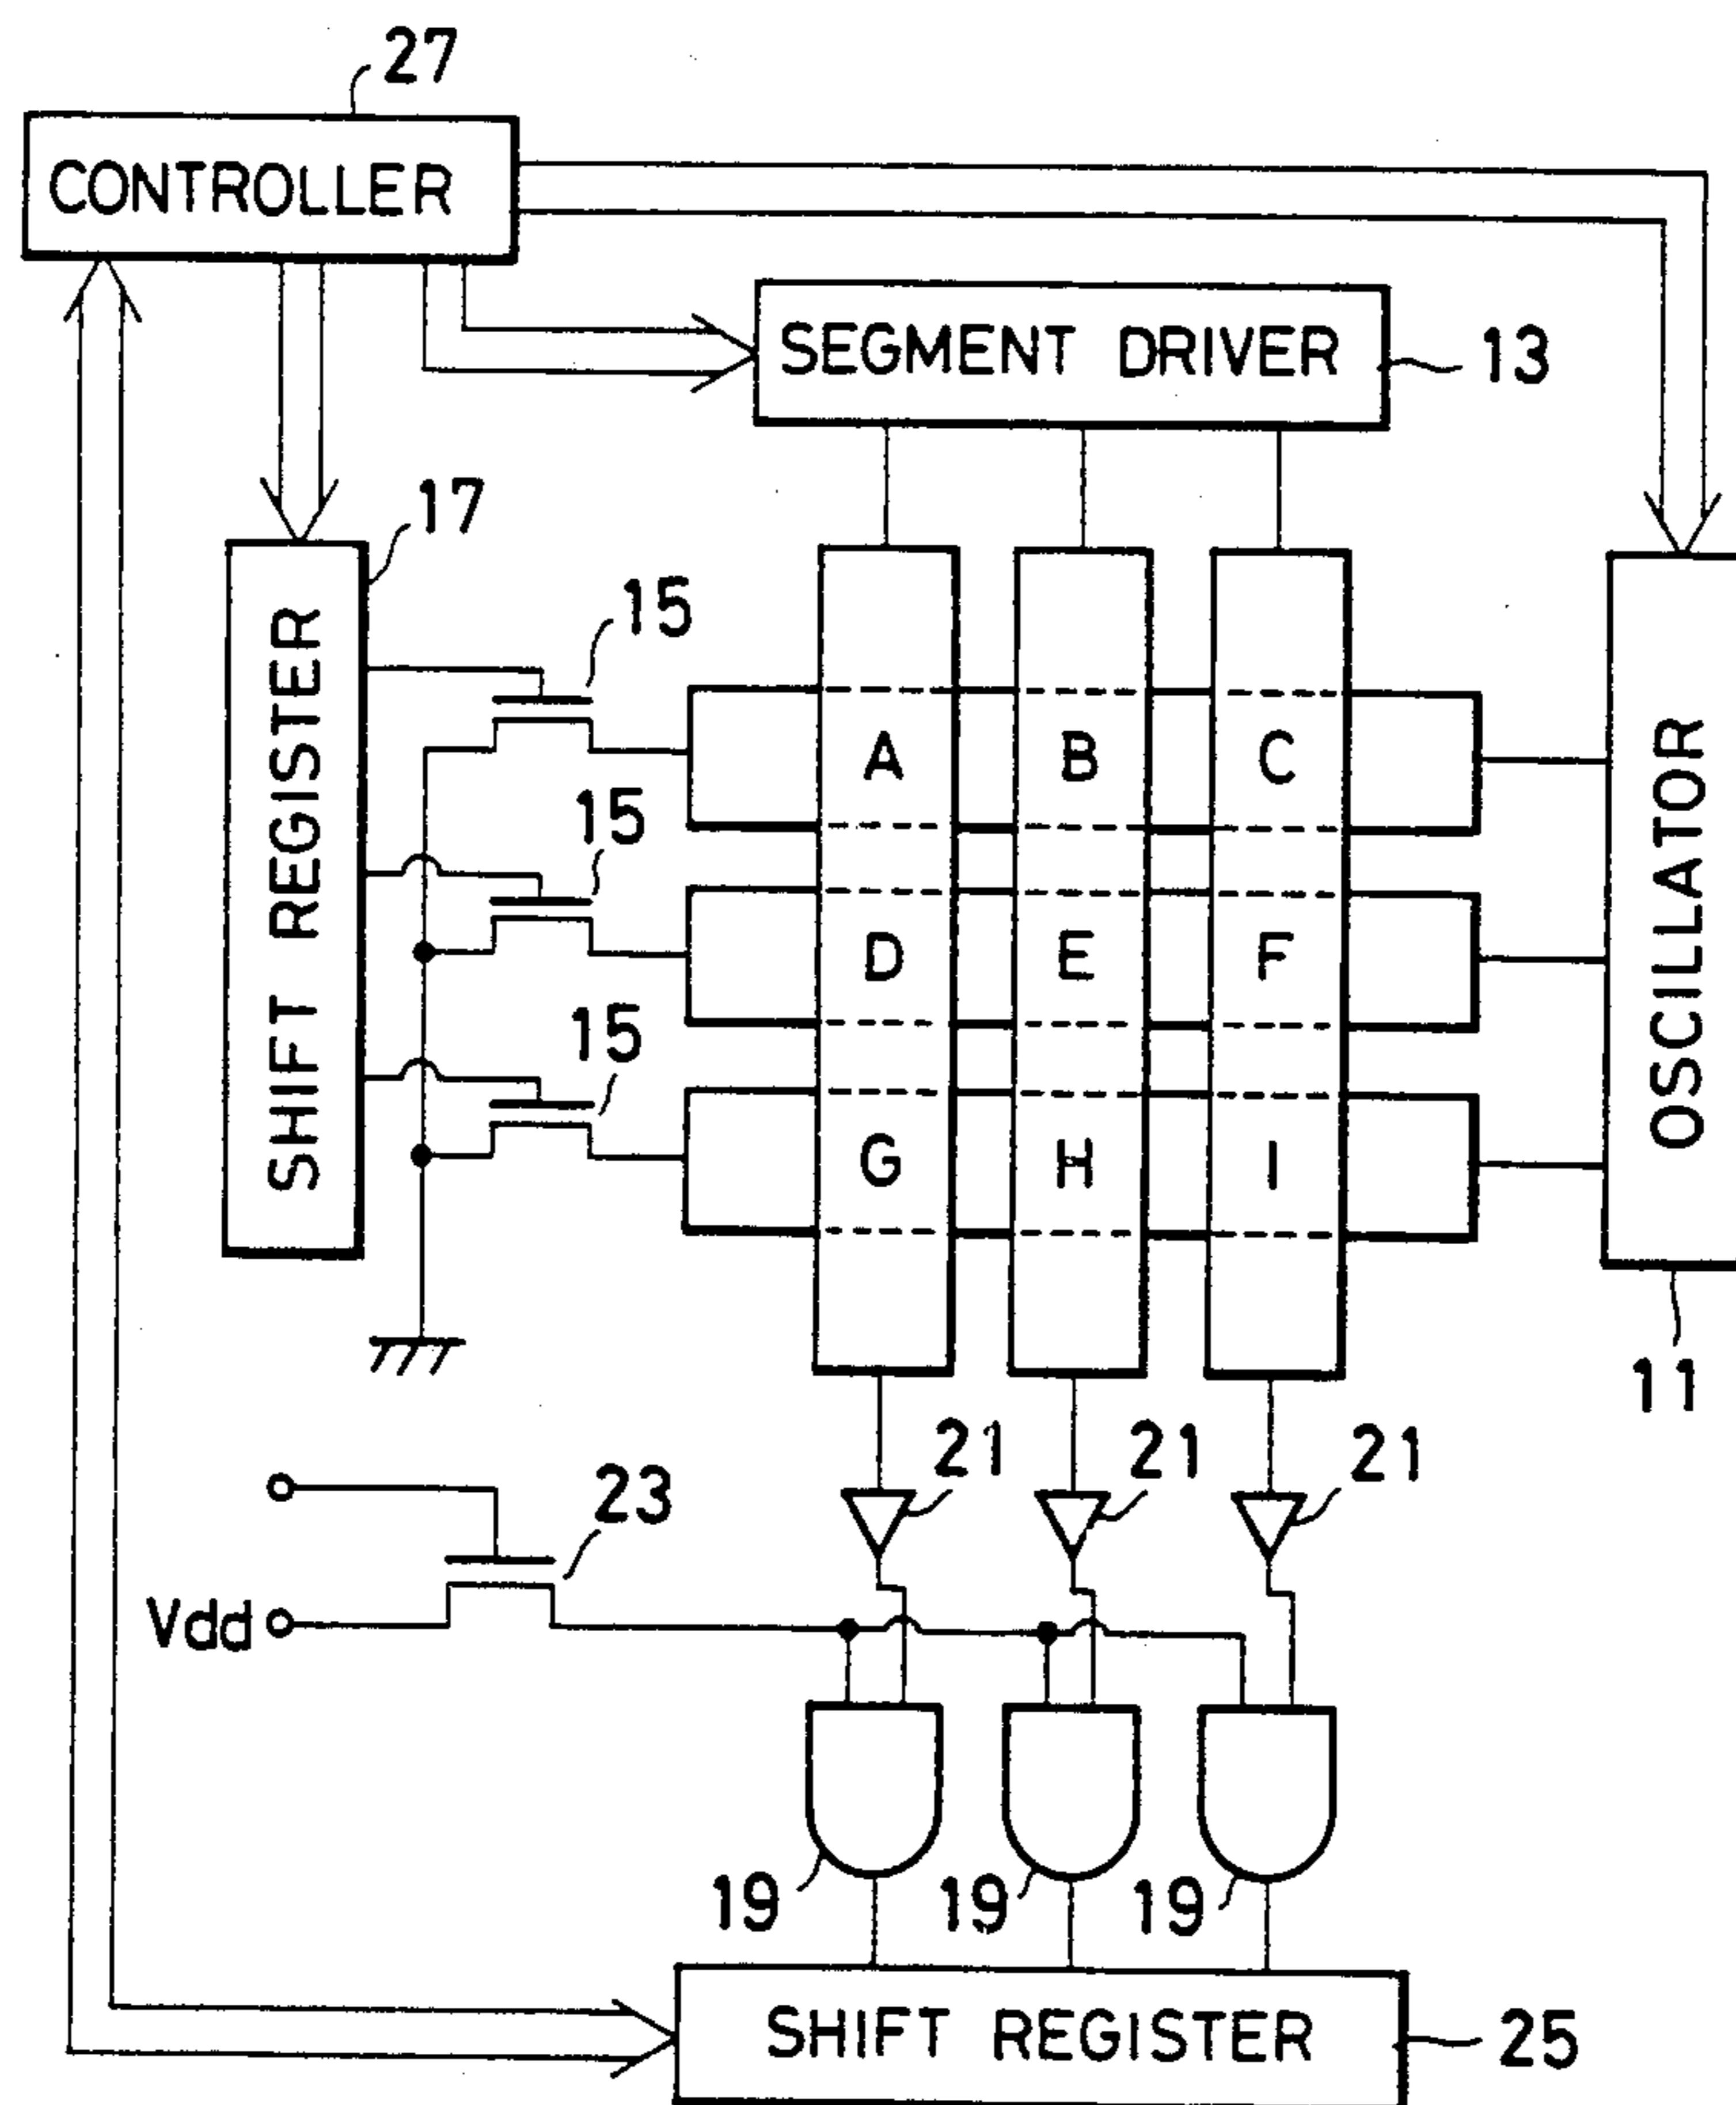 27
CONTROLLER
SEGMENT DRIVER
13
17
SHIFT REGISTER
15
A B C
15
D E F
15
G H I
OSCILLATOR
11
21 21 21
23
Vdd
19 19 19
SHIFT REGISTER
25